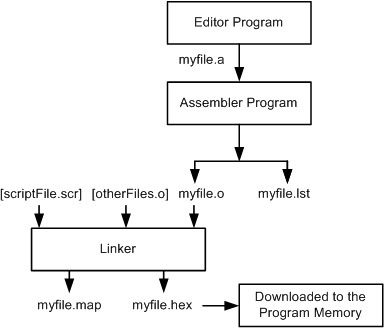 Editor Program
myfile.a
Assembler Program
[scriptFile.scr] [otherFiles.o] myfile.o myfile.lst
Linker
myfile.map myfile.hex
Downloaded to the
Program Memory